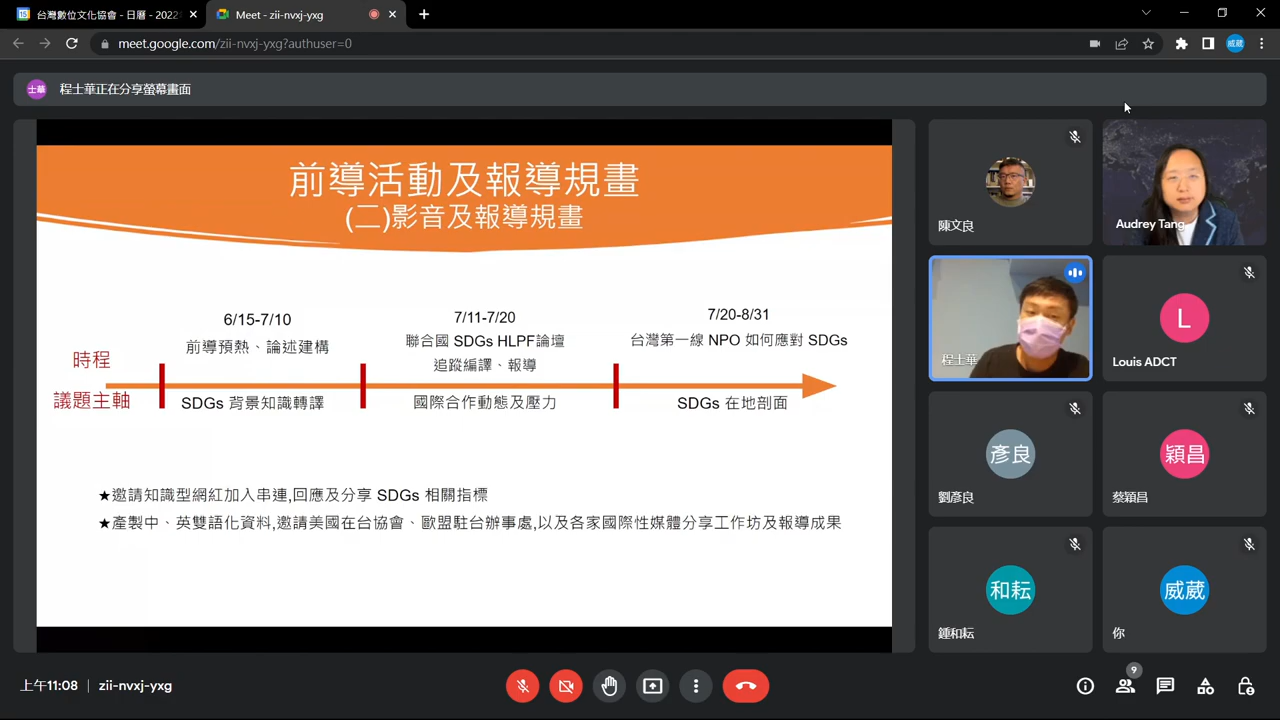 台灣數位文化協會 - 日曆 - 2022
Meet - zii-nvxj-yxg
meet.google.com/zii-nvxj-yxg?authuser=0
威葳
士華
程士華正在分享螢幕畫面
前導活動及報導規畫
(二)影音及報導規畫
6/15-7/10
前導預熱、論述建構
7/11-7/20
聯合國 SDGs HLPF論壇
追蹤編譯、報導
7/20-8/31
台灣第一線 NPO 如何應對 SDGs
時程
議題主軸
SDGs 背景知識轉譯
國際合作動態及壓力
SDGs 在地剖面
★邀請知識型網紅加入串連,回應及分享 SDGs 相關指標
★產製中、英雙語化資料,邀請美國在台協會、歐盟駐台辦事處,以及各家國際性媒體分享工作坊及報導成果
陳文良
Audrey Tang
程士華
L
Louis ADCT
彥良
劉彥良
穎昌
蔡穎昌
和耘
鍾和耘
威葳
你
上午11:08
zii-nvxj-yxg
9